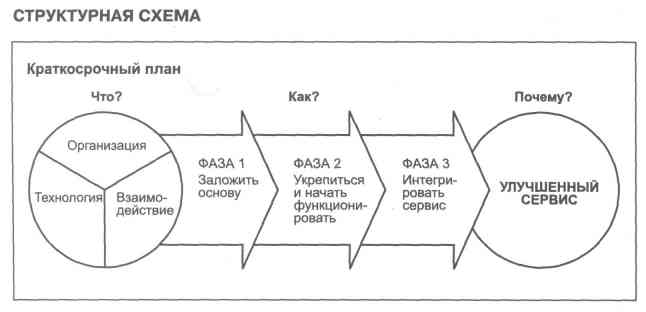 СТРУКТУРНАЯ СХЕМА
Краткосрочный план
Что?
Как?
Почему?
Организация
Технология
Взаимо-
действие
ФАЗА 1
Заложить
основу
ФАЗА 2
Укрепиться
и начать
функциони-
ровать
ФАЗА 3
Интегри-
ровать
сервис
УЛУЧШЕННЫЙ
СЕРВИС